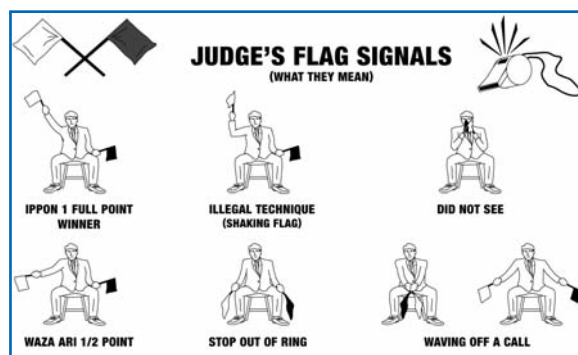 JUDGE'S FLAG SIGNALS
(WHAT THEY MEAN)
IPPON 1 FULL POINT
WINNER
ILLEGAL TECHNIQUE
(SHAKING FLAG)
DID NOT SEE
WAZA ARI 1/2 POINT
STOP OUT OF RING
WAVING OFF A CALL